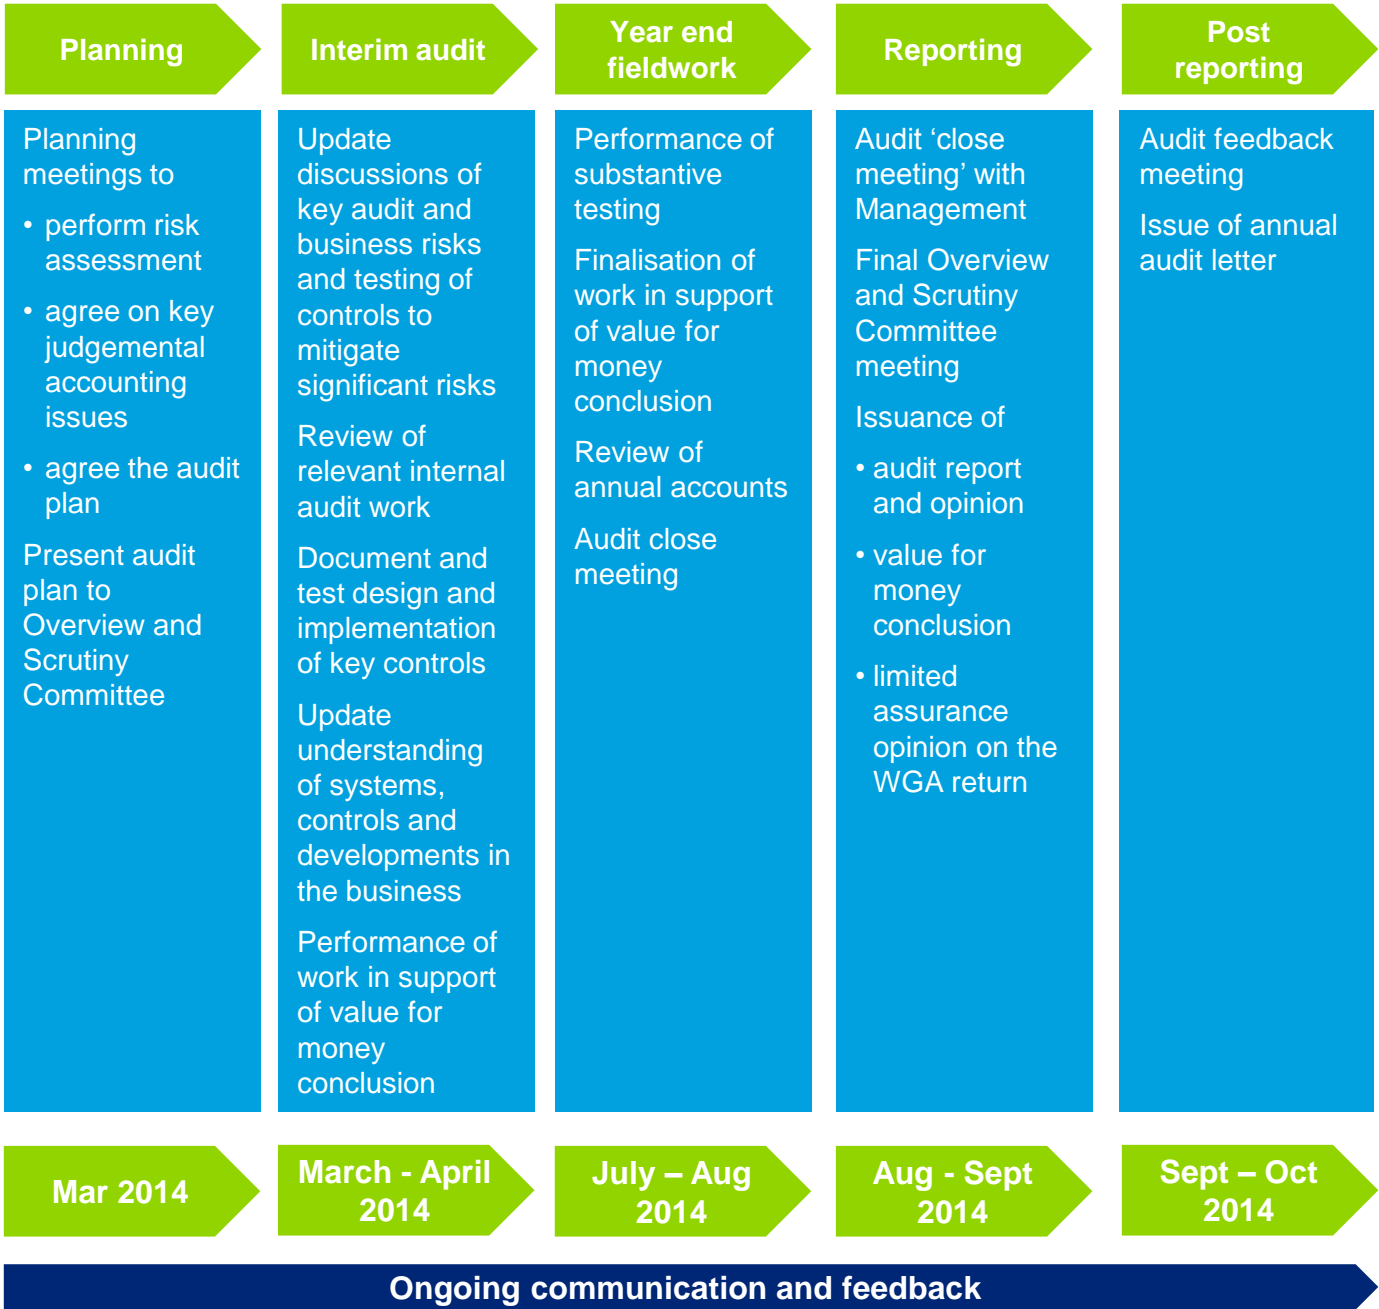 Planning
Interim audit
Year end
fieldwork
Reporting
Post
reporting
Planning
meetings to
• perform risk
assessment
• agree on key
judgemental
accounting
issues
• agree the audit
plan
Present audit
plan to
Overview and
Scrutiny
Committee
Update
discussions of
key audit and
business risks
and testing of
controls to
mitigate
significant risks
Review of
relevant internal
audit work
Document and
test design and
implementation
of key controls
Update
understanding
of systems,
controls and
developments in
the business
Performance of
work in support
of value for
money
conclusion
Performance of
substantive
testing
Finalisation of
work in support
of value for
money
conclusion
Review of
annual accounts
Audit close
meeting
Audit ‘close
meeting’ with
Management
Final Overview
and Scrutiny
Committee
meeting
Issuance of
• audit report
and opinion
• value for
money
conclusion
• limited
assurance
opinion on the
WGA return
Audit feedback
meeting
Issue of annual
audit letter
Mar 2014
March - April
2014
July – Aug
2014
Aug - Sept
2014
Sept – Oct
2014
Ongoing communication and feedback